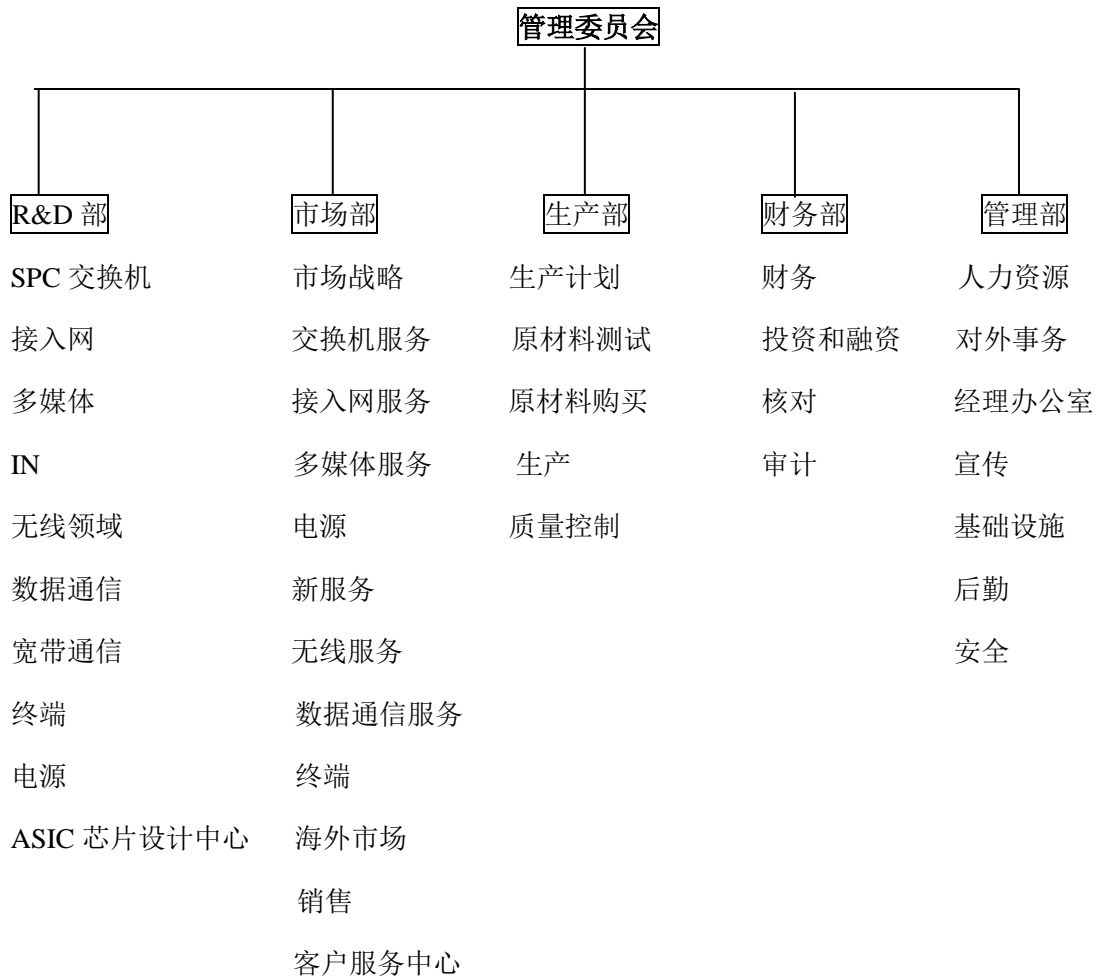 管理委员会
R&D 部 市场部 生产部 财务部 管理部
SPC 交换机 市场战略 生产计划 财务 人力资源
接入网 交换机服务 原材料测试 投资和融资 对外事务
多媒体 接入网服务 原材料购买 核对 经理办公室
IN 多媒体服务 生产 审计 宣传
无线领域 电源 质量控制 基础设施
数据通信 新服务 后勤
宽带通信 无线服务 安全
终端 数据通信服务
电源 终端
ASIC 芯片设计中心 海外市场
销售
客户服务中心